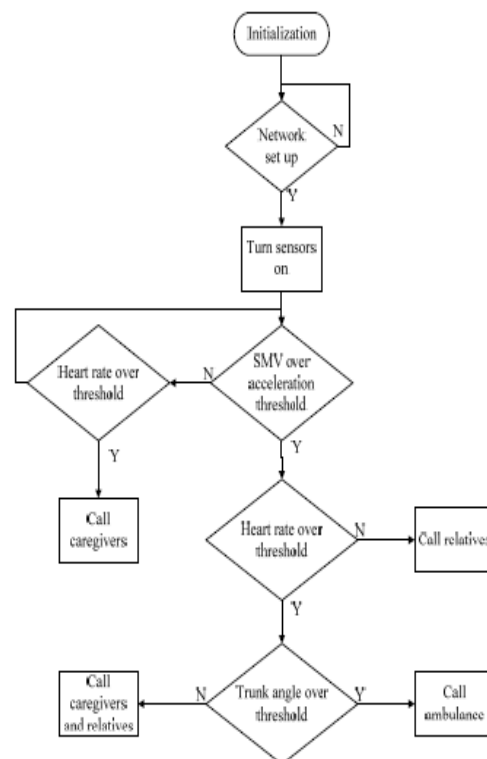 Initialization
Network
set up
N
Y
Turn sensors
on
SMV over
acceleration
threshold
N
Heart rate over
threshold
Y
Y
Call
caregivers
Heart rate over
threshold
N
Call relatives
Y
Trunk angle over
threshold
N
Y
Call
caregivers
and relatives
Call
ambulance